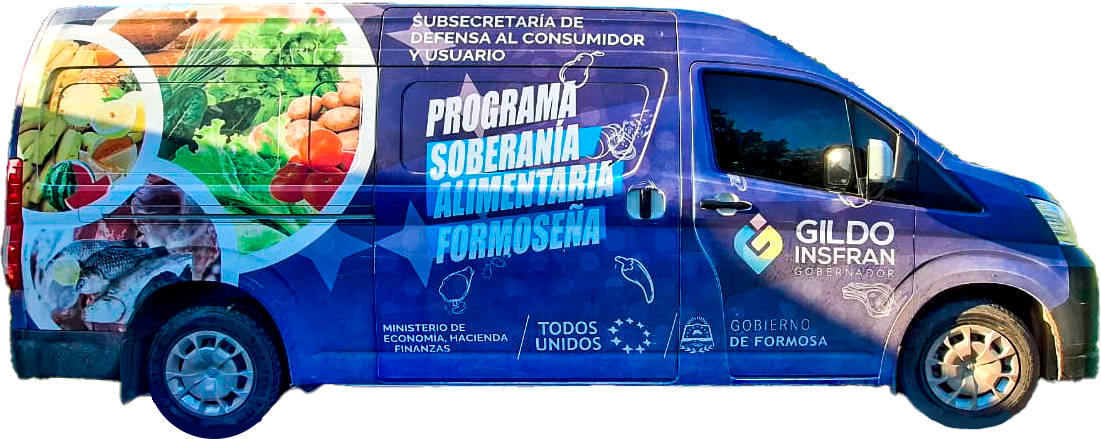 SUBSECRETARÍA DE
DEFENSA AL CONSUMIDOR
Y USUARIO
PROGRAMA
SOBERANÍA
ALIMENTARIA
FORMOSEÑA
GILDO
INSFRAN
GOBERNADOR
MINISTERIO DE
ECONOMIA, HACIENDA
FINANZAS
TODOS
UNIDOS
GOBIERNO
DE FORMOSA